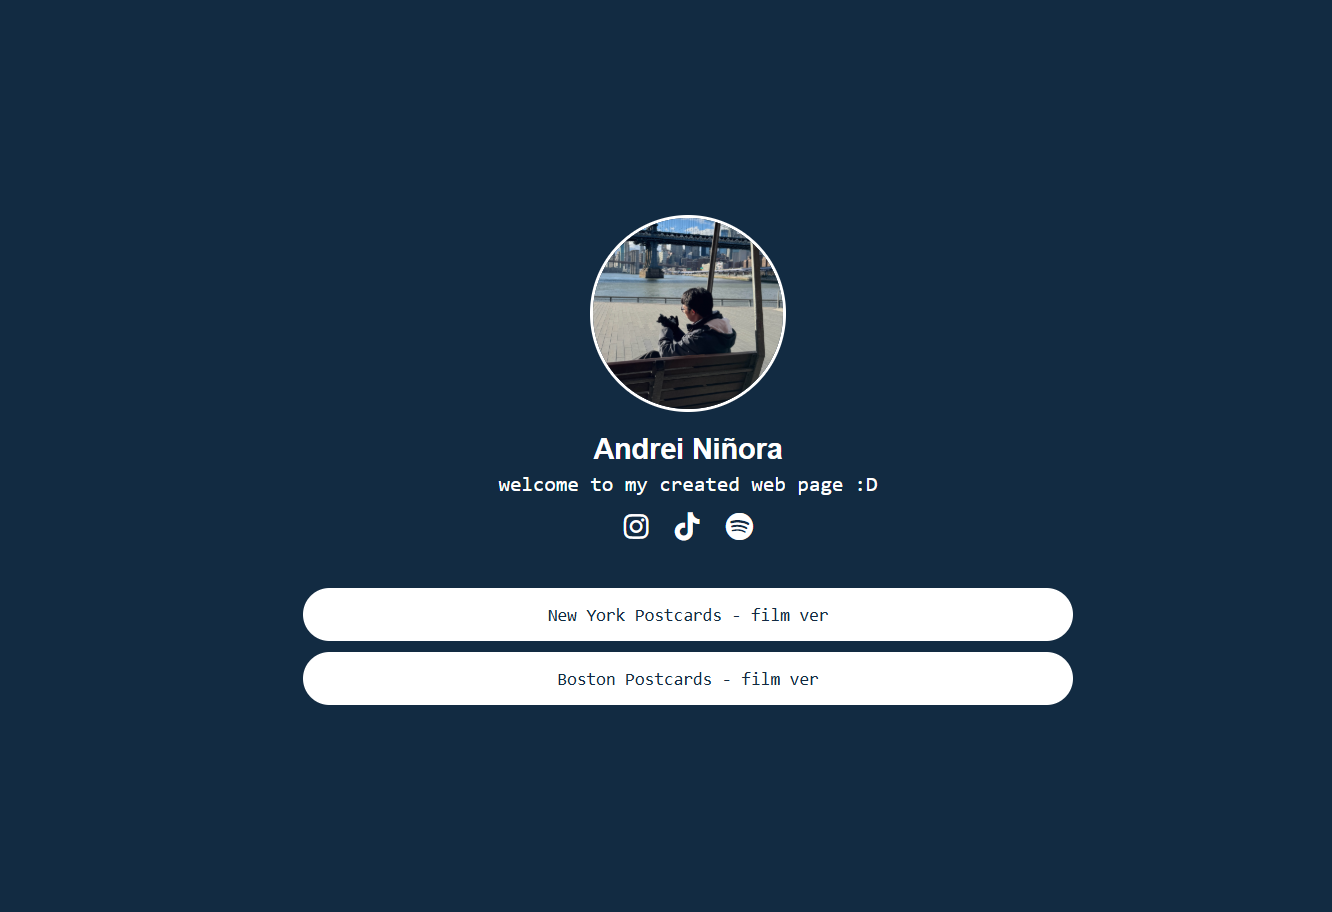 Andrei Niñora
welcome to my created web page :D
New York Postcards - film ver
Boston Postcards - film ver